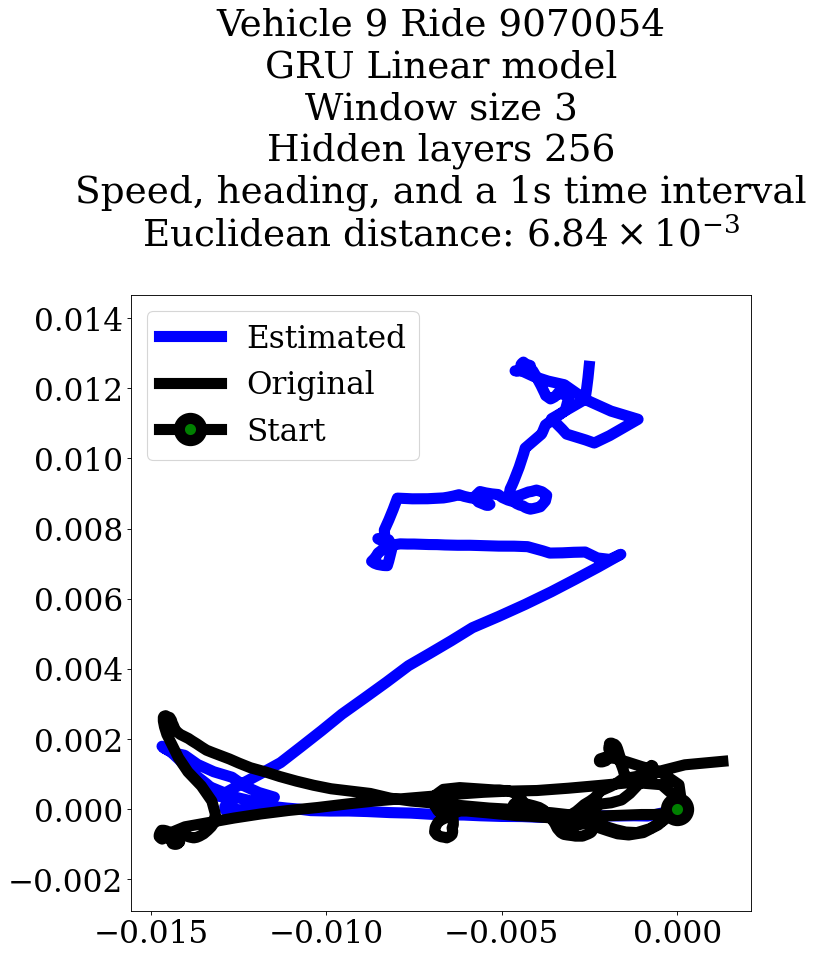 Vehicle 9 Ride 9070054
GRU Linear model
Window size 3
Hidden layers 256
Speed, heading, and a 1s time interval
Euclidean distance: 6.84 × 10⁻³
Estimated
Original
Start
0.014
0.012
0.010
0.008
0.006
0.004
0.002
0.000
−0.002
−0.015
−0.010
−0.005
0.000